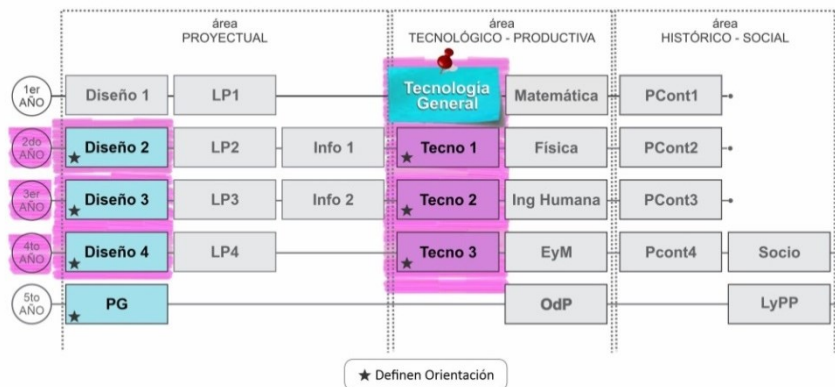 área
PROYECTUAL
área
TECNOLÓGICO - PRODUCTIVA
área
HISTÓRICO - SOCIAL
1er
AÑO
Diseño 1
LP1
Tecnología
General
Matemática
PCont1
2do
AÑO
Diseño 2
LP2
Info 1
Tecno 1
Física
PCont2
3er
AÑO
Diseño 3
LP3
Info 2
Tecno 2
Ing Humana
PCont3
4to
AÑO
Diseño 4
LP4
Tecno 3
EyM
Pcont4
Socio
5to
AÑO
PG
OdP
LyPP
★ Definen Orientación